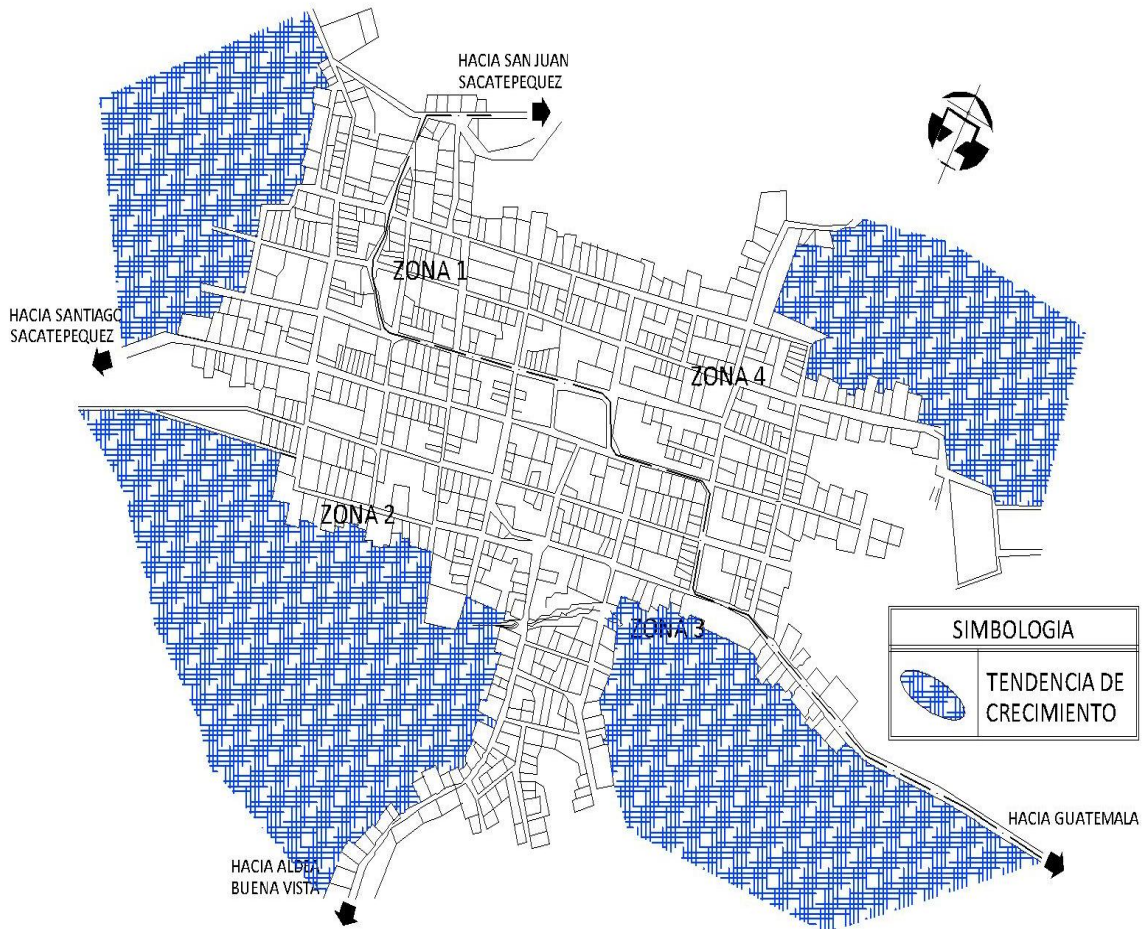 HACIA SAN JUAN
SACATEPEQUEZ
ZONA 1
HACIA SANTIAGO
SACATEPEQUEZ
ZONA 4
ZONA 2
ZONA 3
SIMBOLOGIA
TENDENCIA DE
CRECIMIENTO
HACIA GUATEMALA
HACIA ALDEA
BUENA VISTA